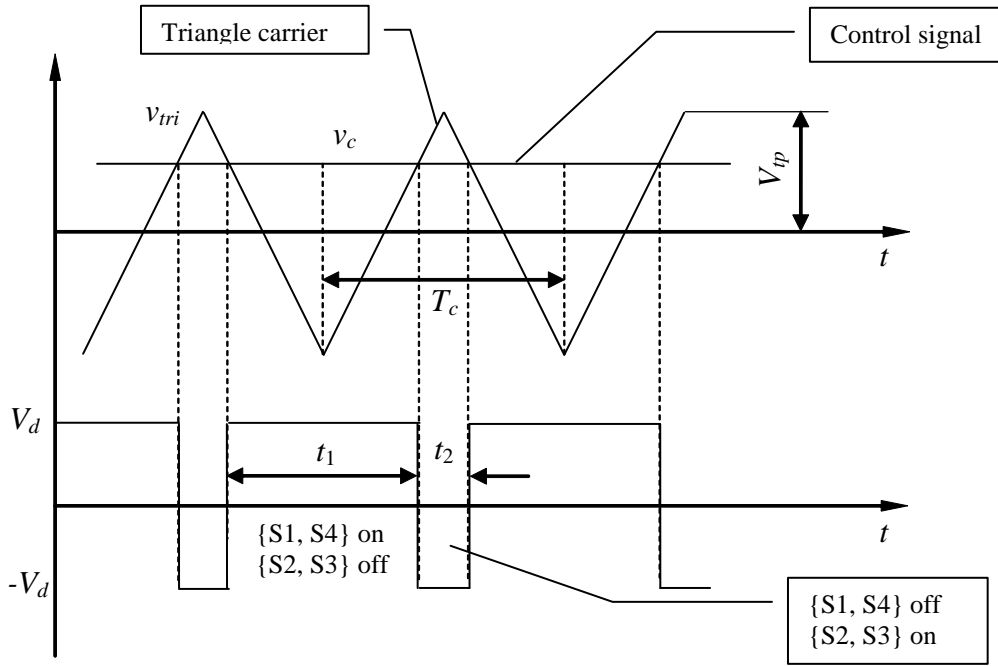 Triangle carrier
Control signal
v_tri
v_c
V_tp
t
T_c
V_d
t_1
t_2
t
{S1, S4} on
{S2, S3} off
-V_d
{S1, S4} off
{S2, S3} on